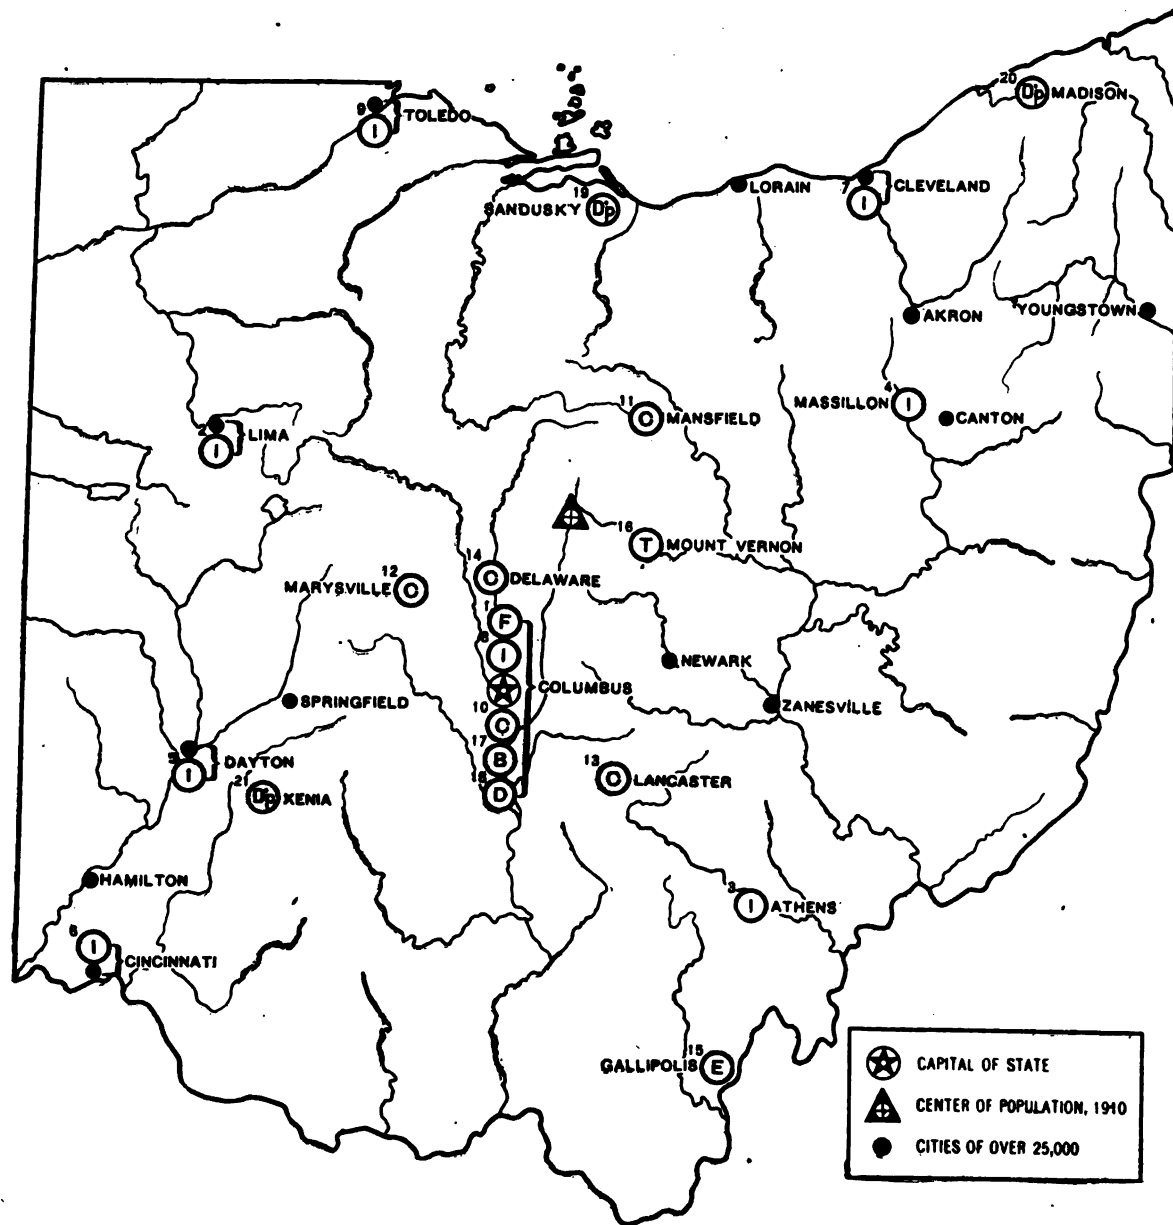 20
Dp MADISON
9
TOLEDO
I
LORAIN
7
CLEVELAND
I
19
SANDUSKY Dp
AKRON
YOUNGSTOWN
4
MASSILLON I
CANTON
11
C MANSFIELD
2
LIMA
I
16
T MOUNT VERNON
14
C DELAWARE
12
MARYSVILLE C
1
F
8
I
COLUMBUS
10
C
17
B
18
D
NEWARK
SPRINGFIELD
ZANESVILLE
5
DAYTON
I
21
Dp XENIA
13
C LANCASTER
HAMILTON
3
I ATHENS
6
I
CINCINNATI
15
GALLIPOLIS E
CAPITAL OF STATE
CENTER OF POPULATION, 1910
CITIES OF OVER 25,000